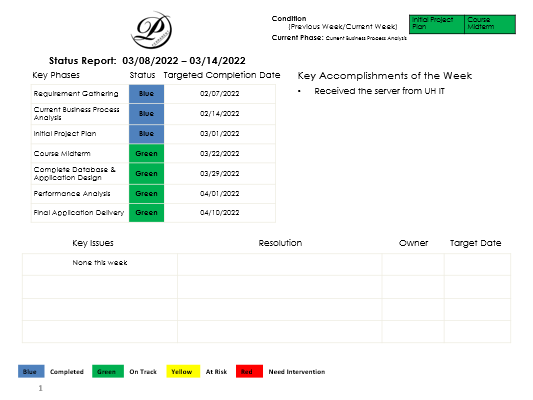 Condition
(Previous Week/Current Week)
Initial Project Plan
Course Midterm
Current Phase: Current Business Process Analysis
Status Report: 03/08/2022 – 03/14/2022
Key Phases Status Targeted Completion Date
Requirement Gathering Blue 02/07/2022
Current Business Process Analysis Blue 02/14/2022
Initial Project Plan Blue 03/01/2022
Course Midterm Green 03/22/2022
Complete Database & Application Design Green 03/29/2022
Performance Analysis Green 04/01/2022
Final Application Delivery Green 04/10/2022
Key Accomplishments of the Week
• Received the server from UH IT
Key Issues Resolution Owner Target Date
None this week
Blue Completed Green On Track Yellow At Risk Red Need Intervention
1